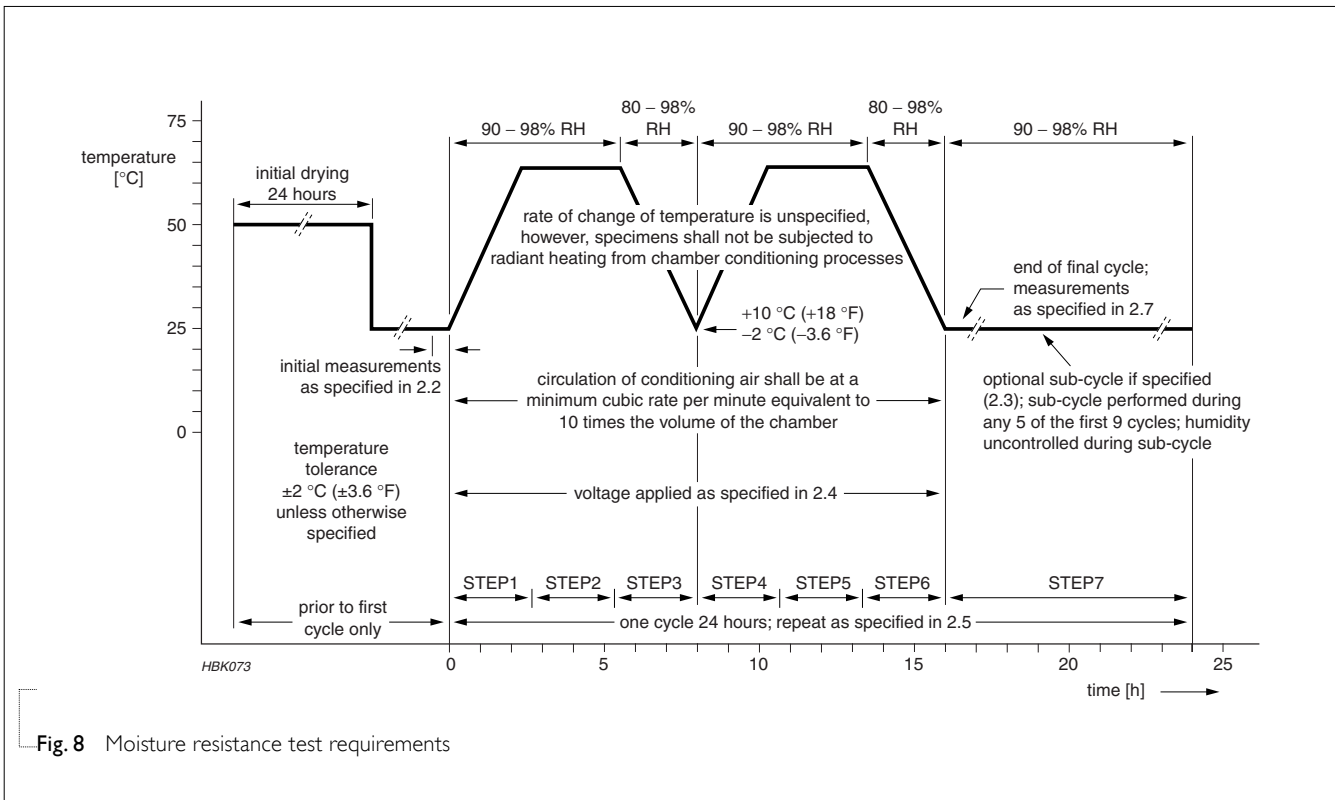 80 – 98%
RH
80 – 98%
RH
90 – 98% RH
90 – 98% RH
90 – 98% RH
75
50
25
0
temperature
[°C]
initial drying
24 hours
rate of change of temperature is unspecified,
however, specimens shall not be subjected to
radiant heating from chamber conditioning processes
end of final cycle;
measurements
as specified in 2.7
+10 °C (+18 °F)
−2 °C (−3.6 °F)
initial measurements
as specified in 2.2
circulation of conditioning air shall be at a
minimum cubic rate per minute equivalent to
10 times the volume of the chamber
optional sub-cycle if specified
(2.3); sub-cycle performed during
any 5 of the first 9 cycles; humidity
uncontrolled during sub-cycle
temperature
tolerance
±2 °C (±3.6 °F)
unless otherwise
specified
voltage applied as specified in 2.4
STEP1 STEP2 STEP3 STEP4 STEP5 STEP6 STEP7
prior to first
cycle only
one cycle 24 hours; repeat as specified in 2.5
HBK073
0 5 10 15 20 25
time [h]
Fig. 8 Moisture resistance test requirements